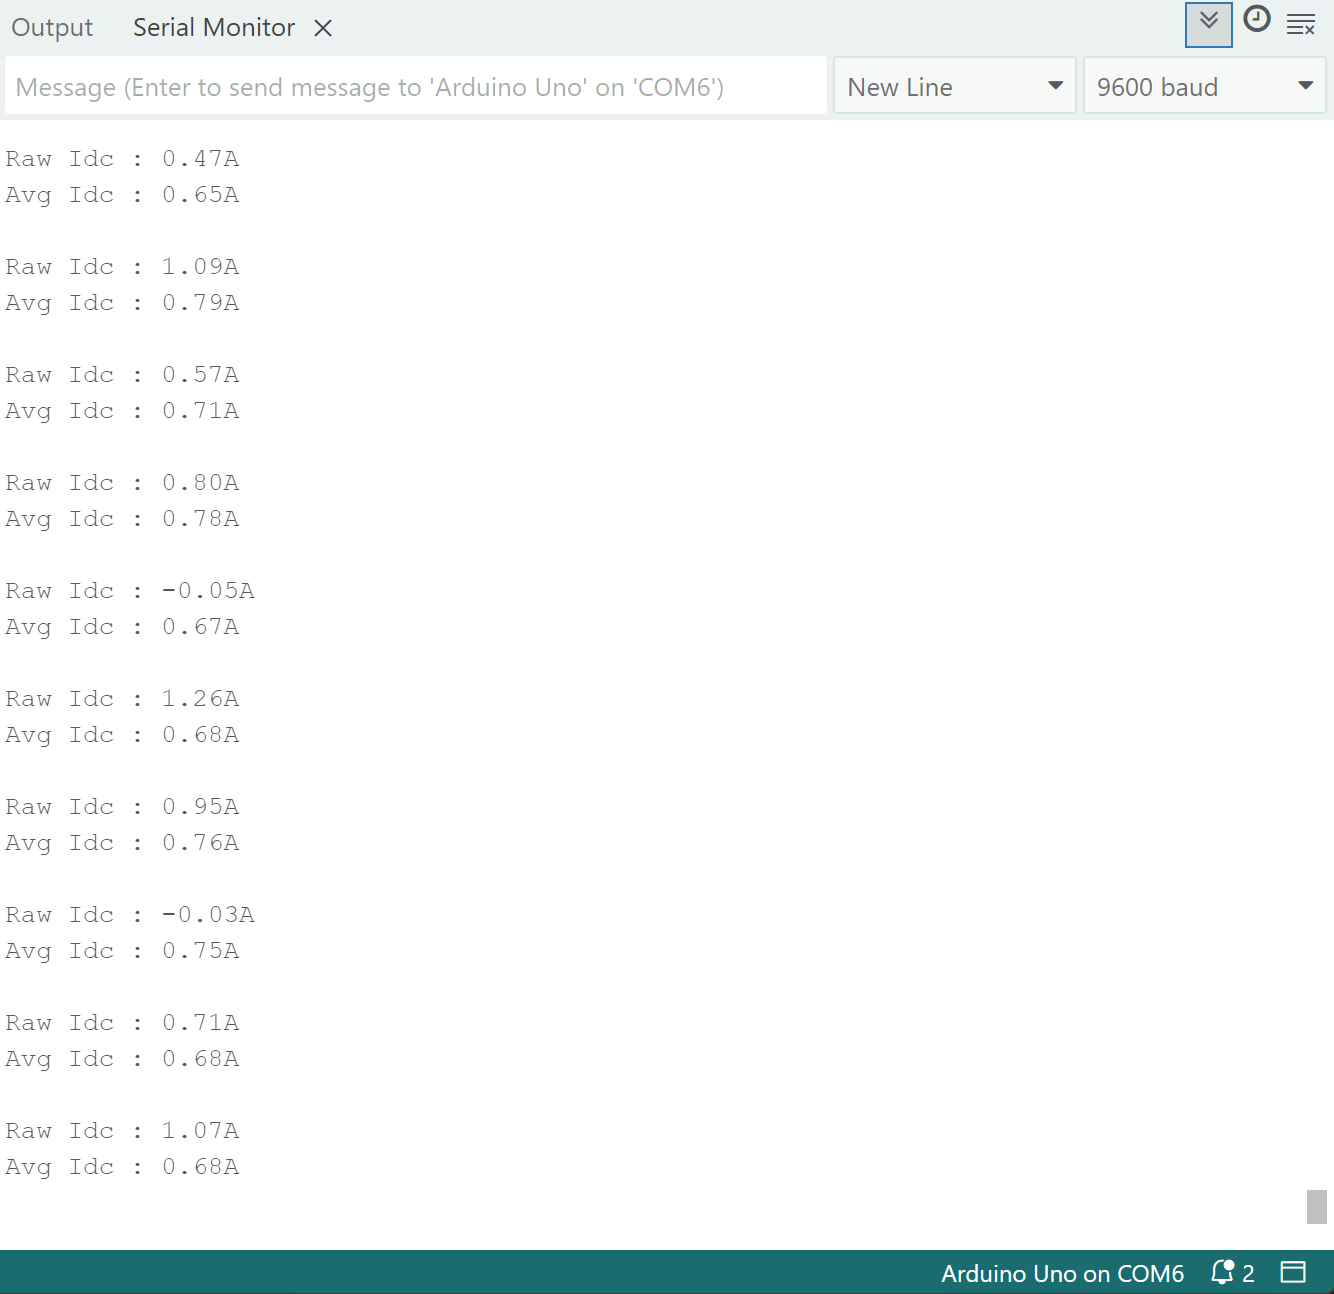 Output Serial Monitor
Message (Enter to send message to 'Arduino Uno' on 'COM6') New Line 9600 baud
Raw Idc : 0.47A
Avg Idc : 0.65A
Raw Idc : 1.09A
Avg Idc : 0.79A
Raw Idc : 0.57A
Avg Idc : 0.71A
Raw Idc : 0.80A
Avg Idc : 0.78A
Raw Idc : -0.05A
Avg Idc : 0.67A
Raw Idc : 1.26A
Avg Idc : 0.68A
Raw Idc : 0.95A
Avg Idc : 0.76A
Raw Idc : -0.03A
Avg Idc : 0.75A
Raw Idc : 0.71A
Avg Idc : 0.68A
Raw Idc : 1.07A
Avg Idc : 0.68A
Arduino Uno on COM6 2